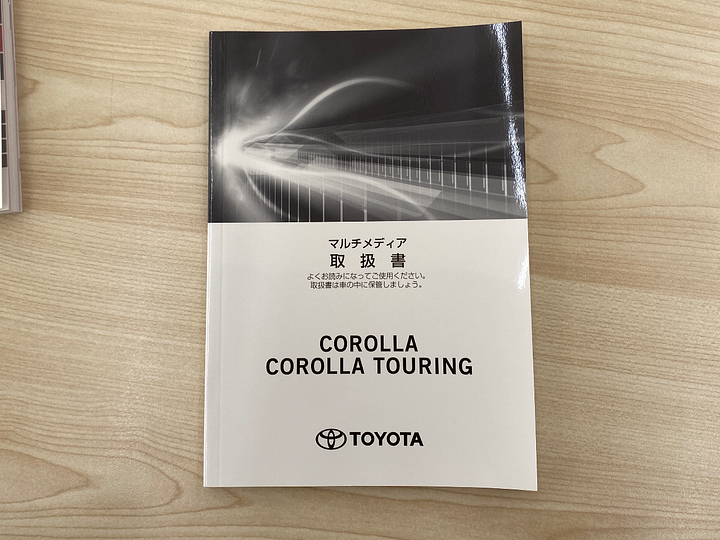 マルチメディア
取扱書
よくお読みになってご使用ください。
取扱書は車の中に保管しましょう。
COROLLA
COROLLA TOURING
TOYOTA